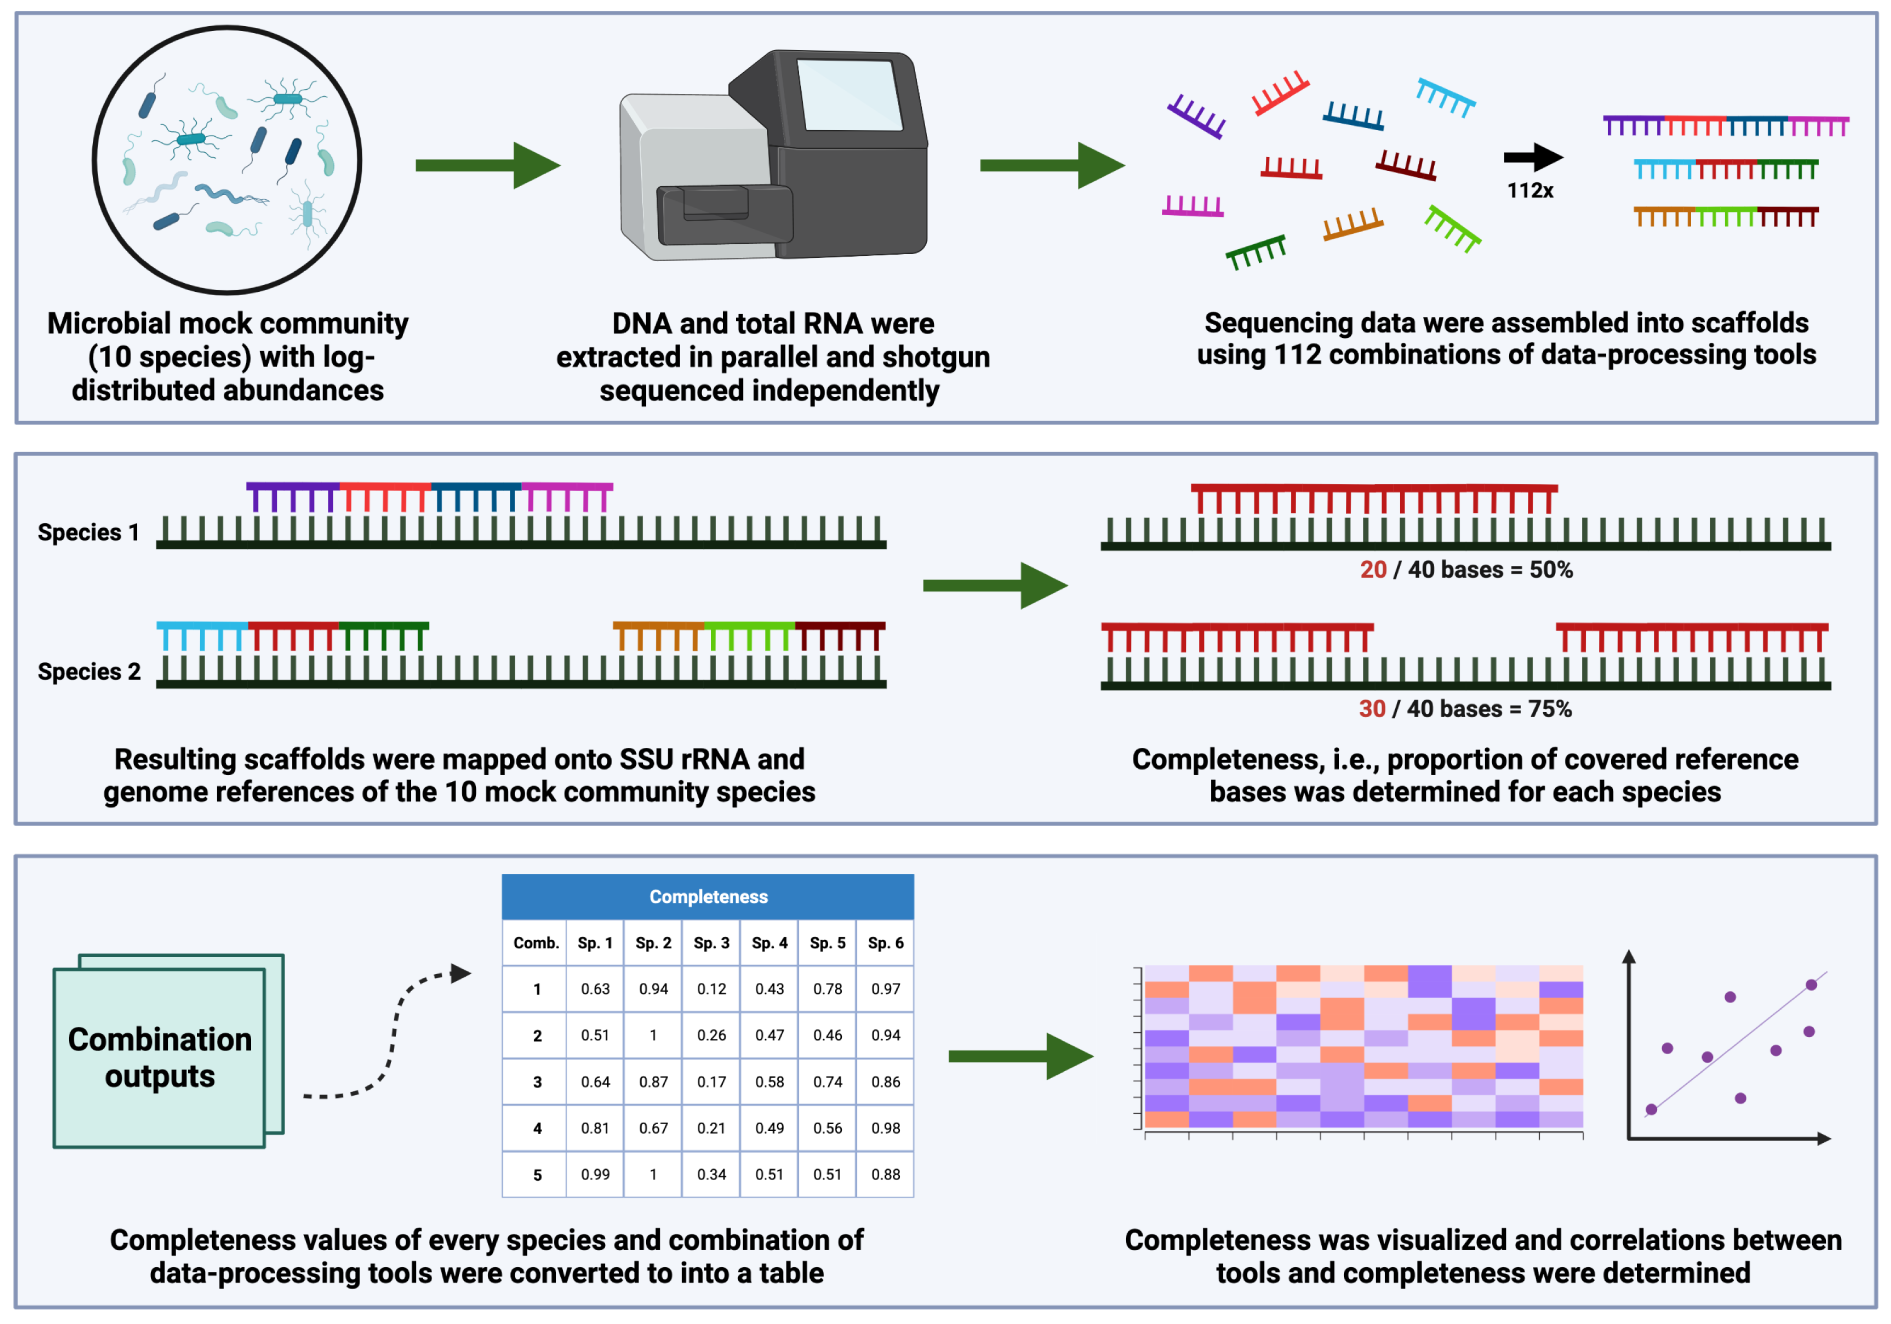 Microbial mock community
(10 species) with log-
distributed abundances
DNA and total RNA were
extracted in parallel and shotgun
sequenced independently
112x
Sequencing data were assembled into scaffolds
using 112 combinations of data-processing tools
Species 1
Species 2
Resulting scaffolds were mapped onto SSU rRNA and
genome references of the 10 mock community species
20 / 40 bases = 50%
30 / 40 bases = 75%
Completeness, i.e., proportion of covered reference
bases was determined for each species
Combination
outputs
Completeness
Comb. Sp. 1 Sp. 2 Sp. 3 Sp. 4 Sp. 5 Sp. 6
1 0.63 0.94 0.12 0.43 0.78 0.97
2 0.51 1 0.26 0.47 0.46 0.94
3 0.64 0.87 0.17 0.58 0.74 0.86
4 0.81 0.67 0.21 0.49 0.56 0.98
5 0.99 1 0.34 0.51 0.51 0.88
Completeness values of every species and combination of
data-processing tools were converted to into a table
Completeness was visualized and correlations between
tools and completeness were determined